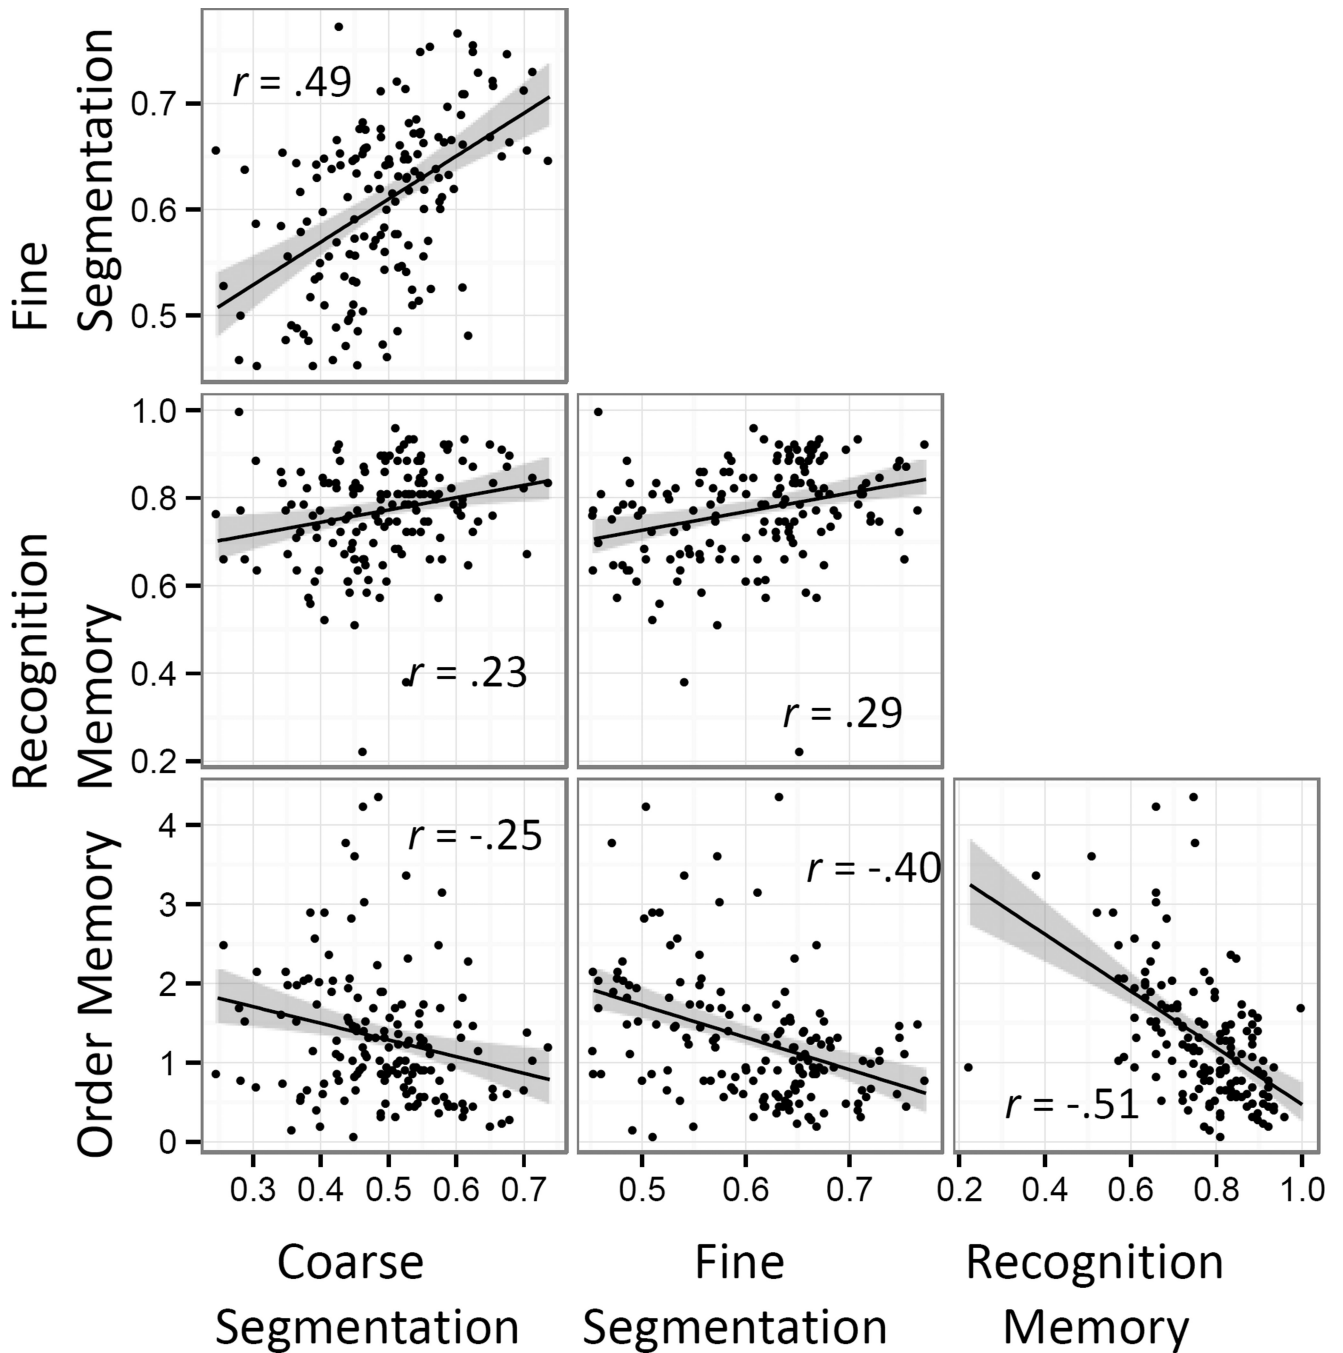 Fine
Segmentation
0.7
0.6
0.5
r = .49
Recognition
Memory
1.0
0.8
0.6
0.4
0.2
r = .23
r = .29
Order Memory
4
3
2
1
0
r = -.25
r = -.40
r = -.51
0.3 0.4 0.5 0.6 0.7
0.5 0.6 0.7
0.2 0.4 0.6 0.8 1.0
Coarse
Segmentation
Fine
Segmentation
Recognition
Memory